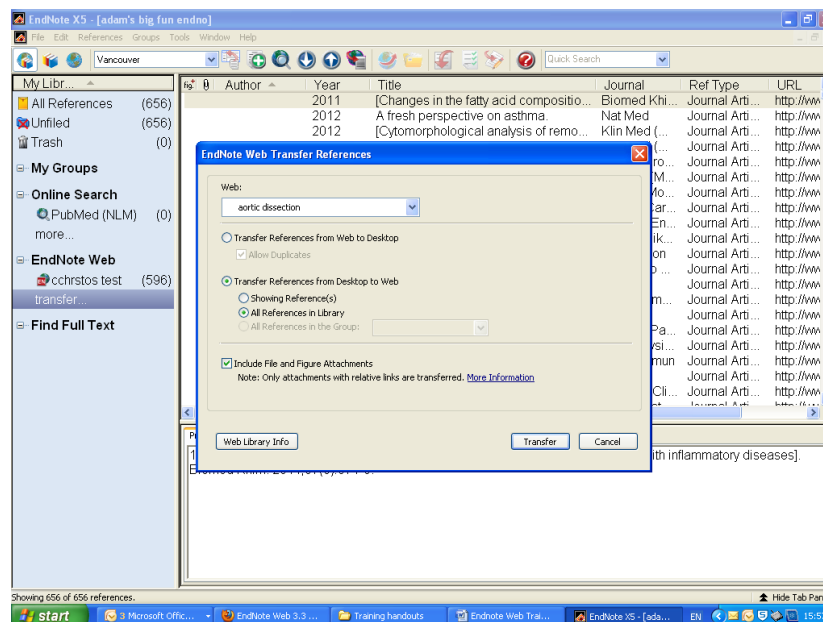 EndNote X5 - [adam's big fun endno]
File Edit References Groups Tools Window Help
Vancouver
Quick Search
My Libr...
Author Year Title Journal Ref Type URL
All References (656)
Unfiled (656)
Trash (0)
My Groups
Online Search
PubMed (NLM) (0)
more...
EndNote Web
cchrstos test (596)
transfer...
Find Full Text
2011 [Changes in the fatty acid compositio... Biomed Khi... Journal Arti... http://ww
2012 A fresh perspective on asthma. Nat Med Journal Arti... http://ww
2012 [Cytomorphological analysis of remo... Klin Med (... Journal Arti... http://ww
EndNote Web Transfer References
Web:
aortic dissection
Transfer References from Web to Desktop
Allow Duplicates
Transfer References from Desktop to Web
Showing Reference(s)
All References in Library
All References in the Group:
Include File and Figure Attachments
Note: Only attachments with relative links are transferred. More Information
Web Library Info
Transfer
Cancel
ith inflammatory diseases].
Showing 656 of 656 references.
Hide Tab Pan
start
3 Microsoft Offic...
EndNote Web 3.3 ...
Training handouts
Endnote Web Trai...
EndNote X5 - [ada...
EN